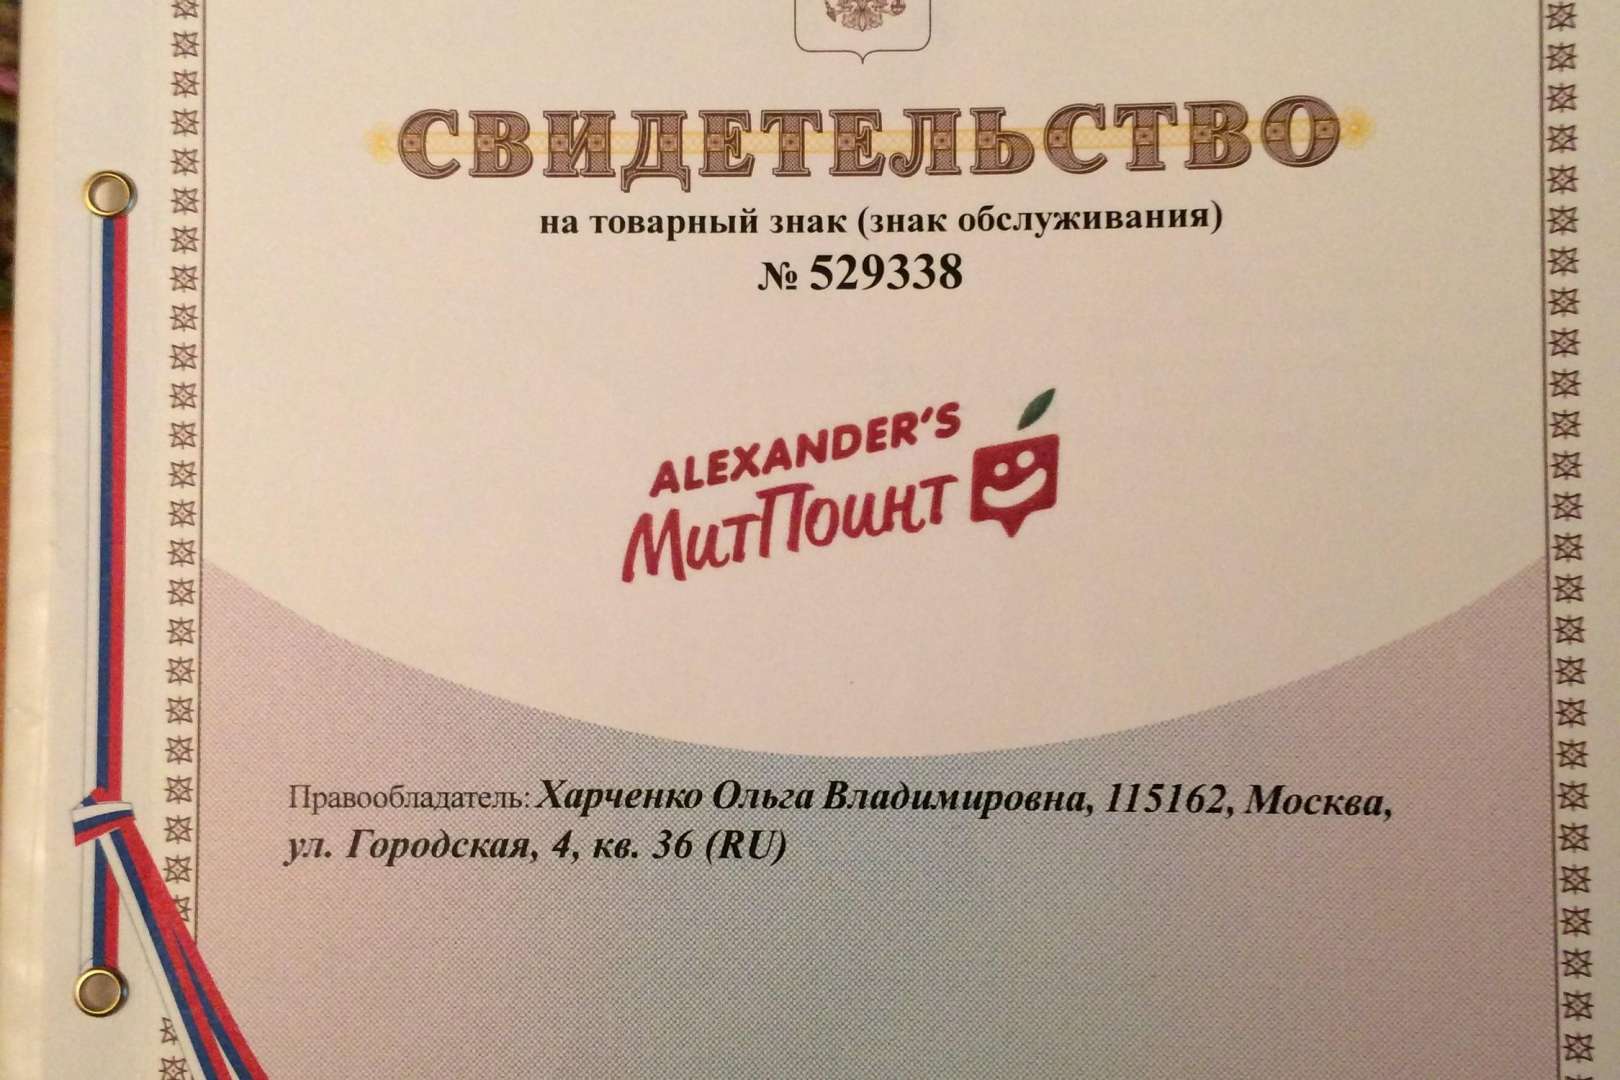 СВИДЕТЕЛЬСТВО
на товарный знак (знак обслуживания)
№ 529338
ALEXANDER'S
МитПоинт
Правообладатель: Харченко Ольга Владимировна, 115162, Москва,
ул. Городская, 4, кв. 36 (RU)